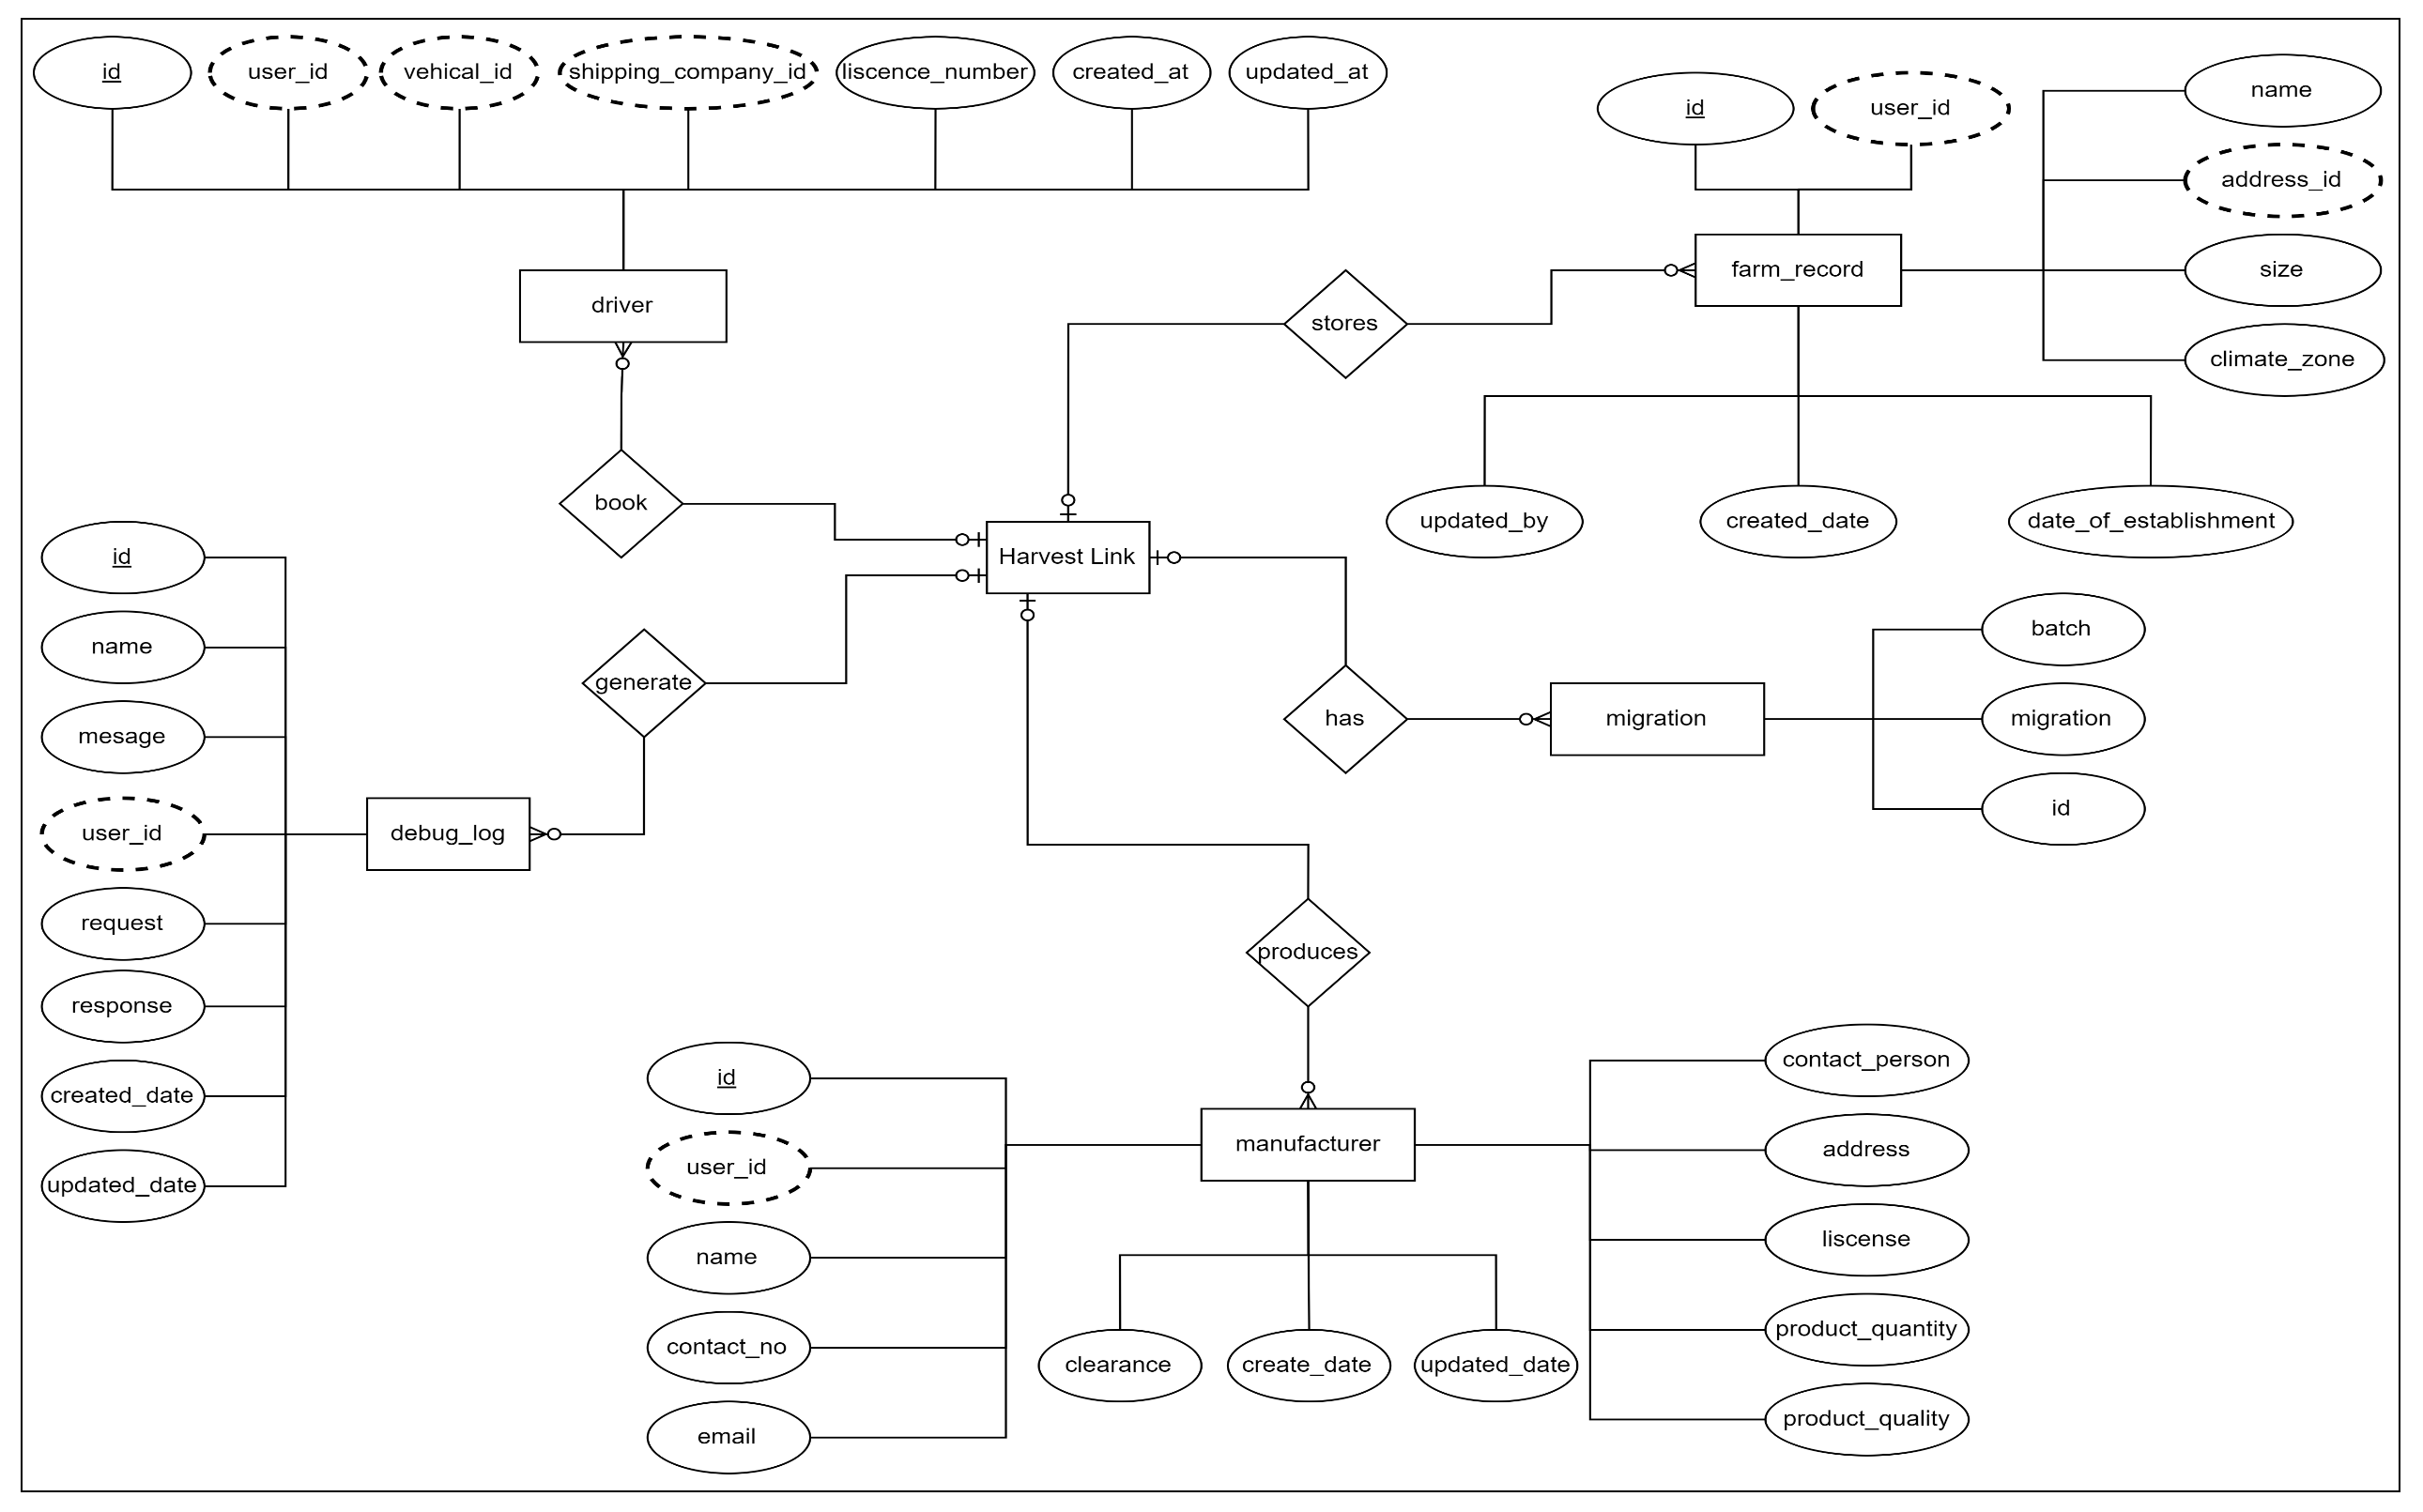 id
user_id
vehical_id
shipping_company_id
liscence_number
created_at
updated_at
id
user_id
name
address_id
size
climate_zone
farm_record
driver
stores
book
updated_by
created_date
date_of_establishment
Harvest Link
id
name
mesage
user_id
request
response
created_date
updated_date
generate
debug_log
has
migration
batch
migration
id
produces
manufacturer
id
user_id
name
contact_no
email
clearance
create_date
updated_date
contact_person
address
liscense
product_quantity
product_quality